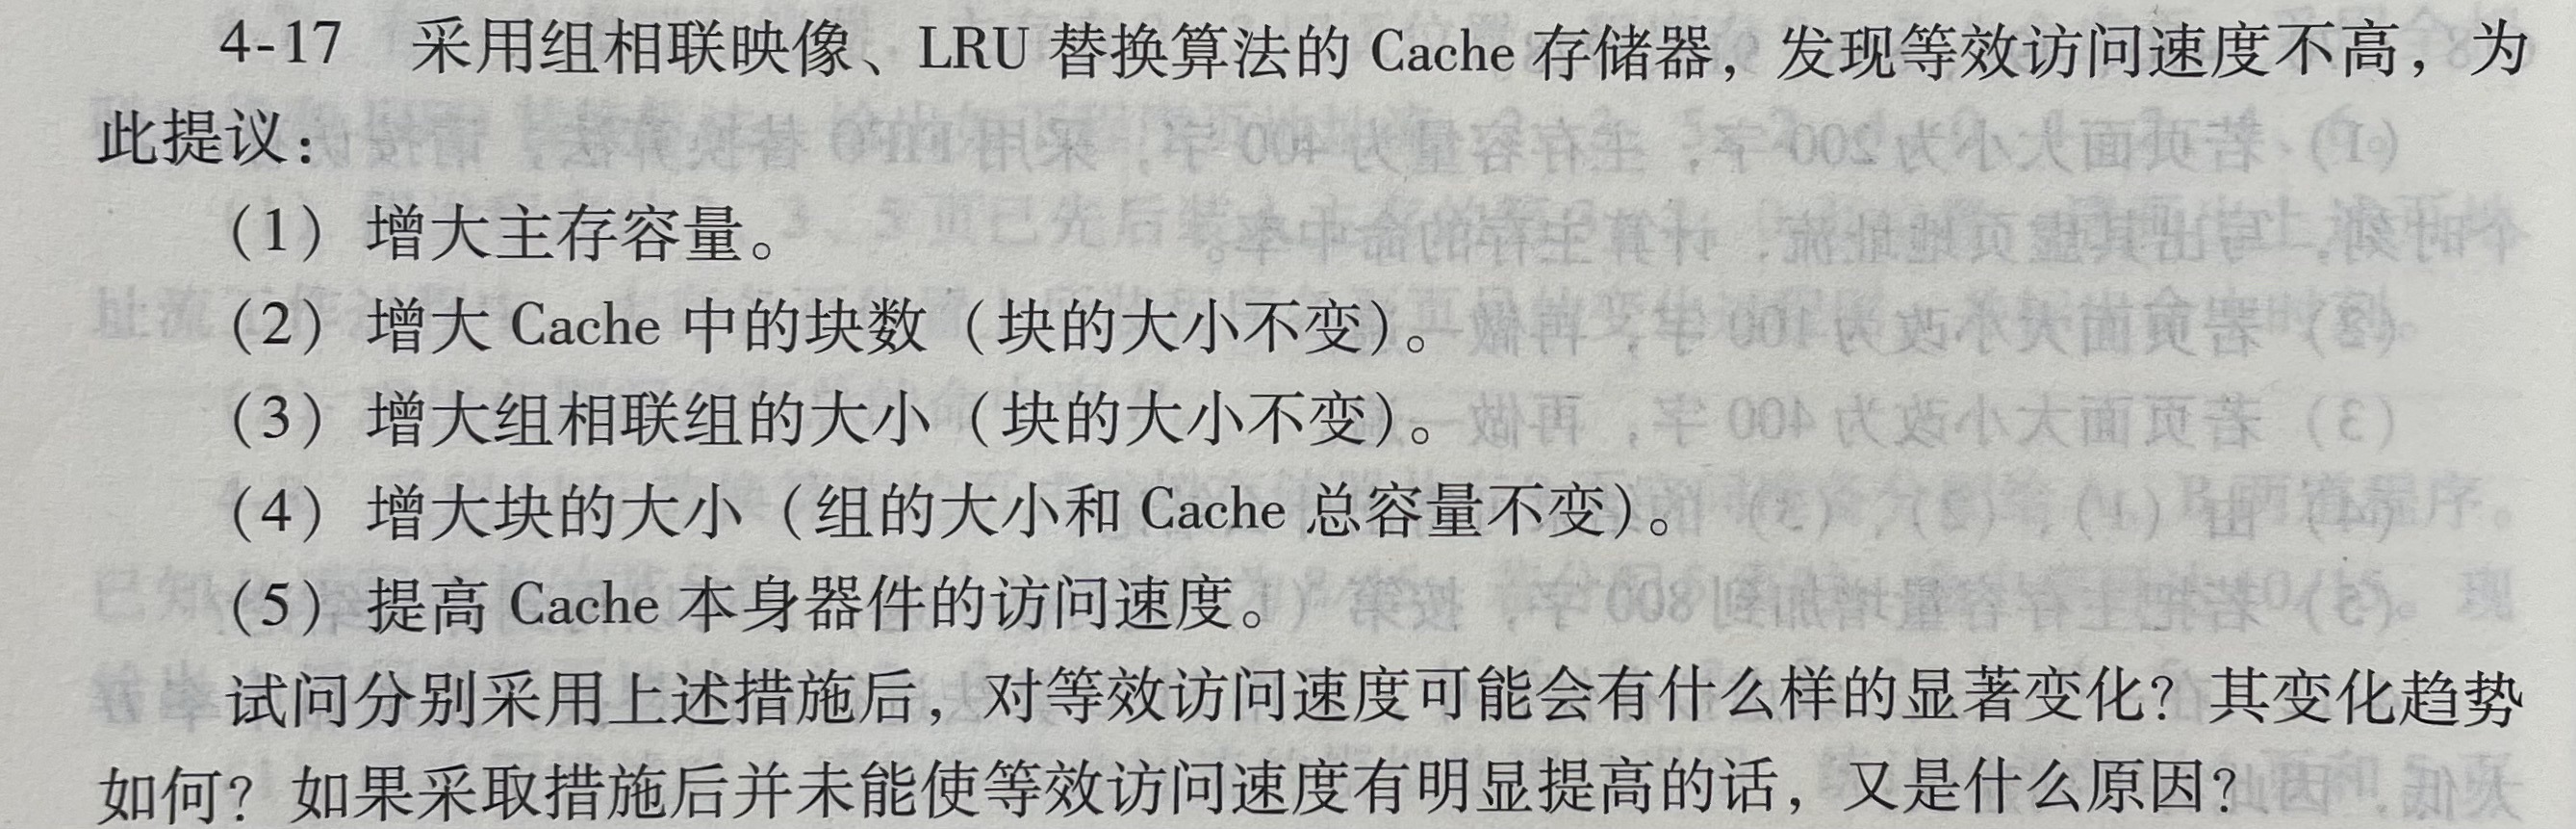 4-17 采用组相联映像、LRU 替换算法的 Cache 存储器，发现等效访问速度不高，为
此提议：
（1）增大主存容量。
（2）增大 Cache 中的块数（块的大小不变）。
（3）增大组相联组的大小（块的大小不变）。
（4）增大块的大小（组的大小和 Cache 总容量不变）。
（5）提高 Cache 本身器件的访问速度。
试问分别采用上述措施后，对等效访问速度可能会有什么样的显著变化？其变化趋势
如何？如果采取措施后并未能使等效访问速度有明显提高的话，又是什么原因？